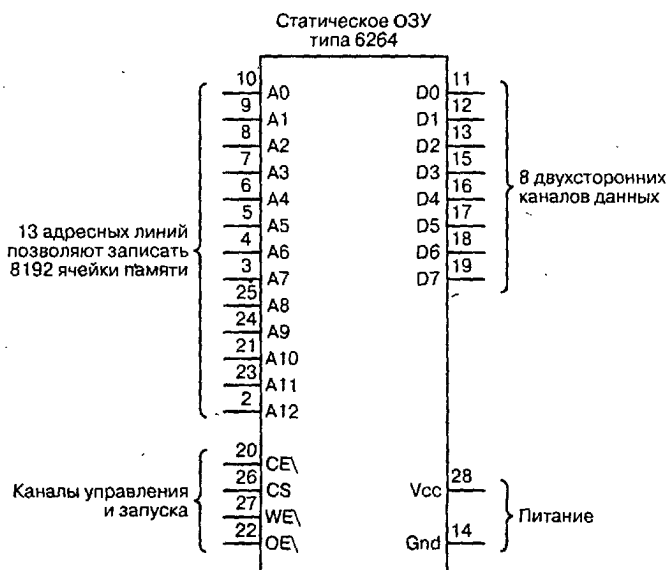 Статическое ОЗУ
типа 6264
10 A0
9 A1
8 A2
7 A3
6 A4
5 A5
4 A6
3 A7
25 A8
24 A9
21 A10
23 A11
2 A12
13 адресных линий
позволяют записать
8192 ячейки памяти
D0 11
D1 12
D2 13
D3 15
D4 16
D5 17
D6 18
D7 19
8 двухсторонних
каналов данных
20 CE\
26 CS
27 WE\
22 OE\
Каналы управления
и запуска
Vcc 28
Gnd 14
Питание